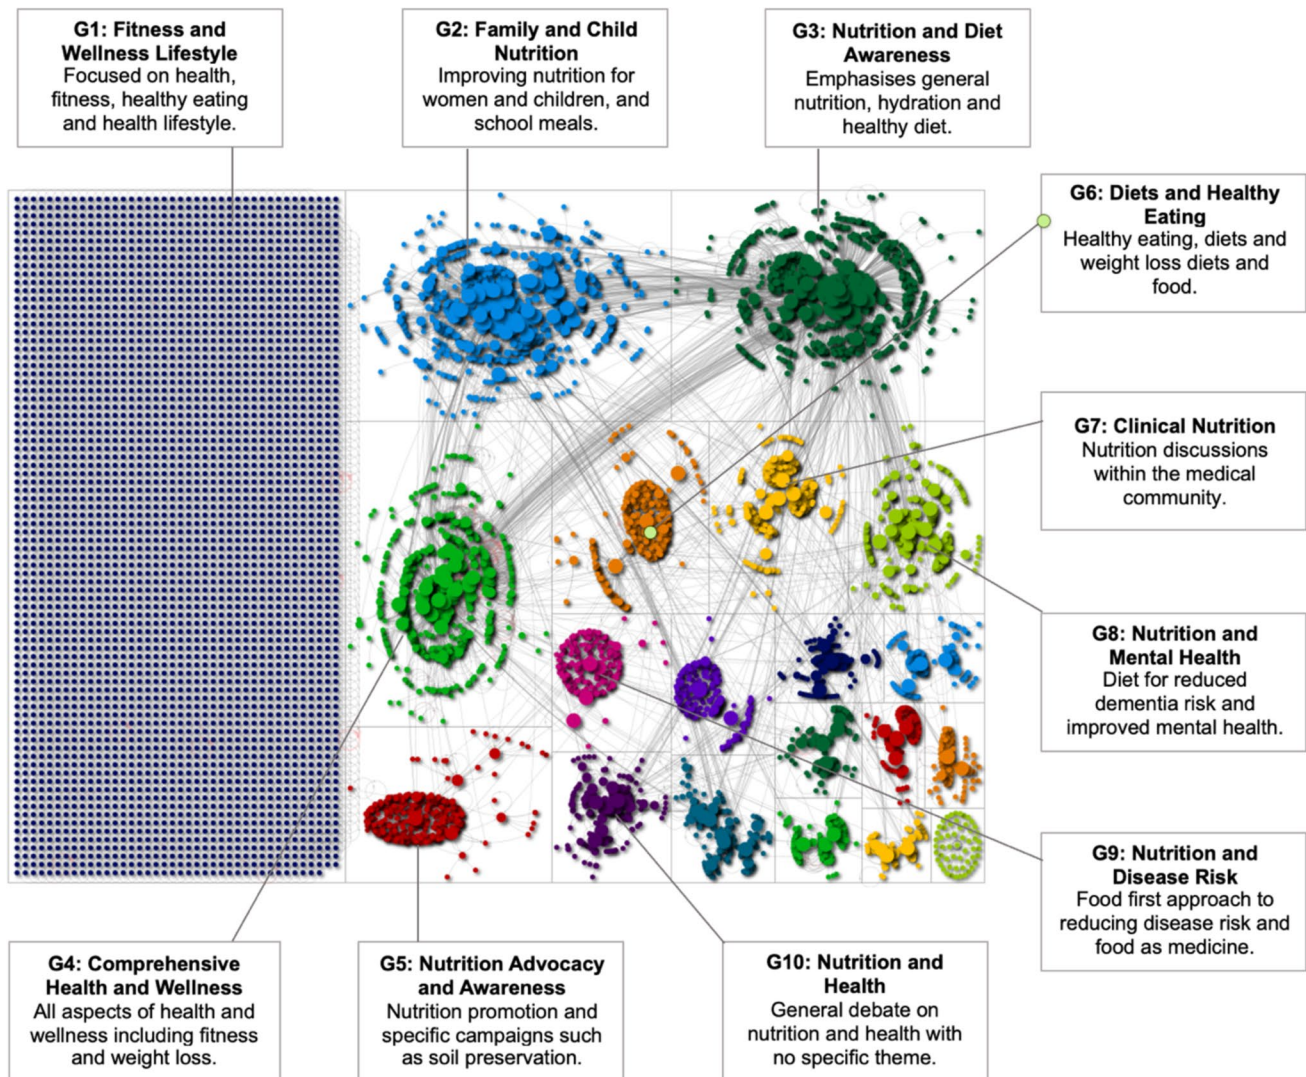 G1: Fitness and
Wellness Lifestyle
Focused on health,
fitness, healthy eating
and health lifestyle.
G2: Family and Child
Nutrition
Improving nutrition for
women and children, and
school meals.
G3: Nutrition and Diet
Awareness
Emphasises general
nutrition, hydration and
healthy diet.
G6: Diets and Healthy
Eating
Healthy eating, diets and
weight loss diets and
food.
G7: Clinical Nutrition
Nutrition discussions
within the medical
community.
G8: Nutrition and
Mental Health
Diet for reduced
dementia risk and
improved mental health.
G9: Nutrition and
Disease Risk
Food first approach to
reducing disease risk and
food as medicine.
G4: Comprehensive
Health and Wellness
All aspects of health and
wellness including fitness
and weight loss.
G5: Nutrition Advocacy
and Awareness
Nutrition promotion and
specific campaigns such
as soil preservation.
G10: Nutrition and
Health
General debate on
nutrition and health with
no specific theme.